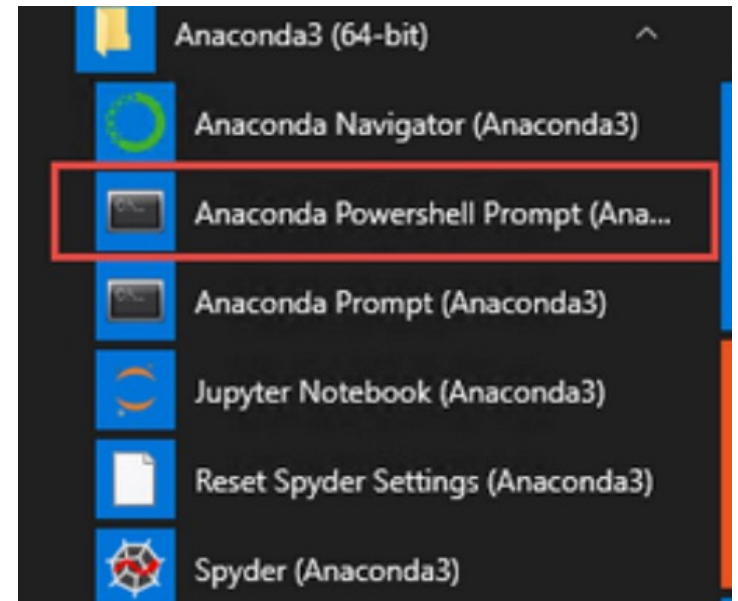 Anaconda3 (64-bit)
Anaconda Navigator (Anaconda3)
Anaconda Powershell Prompt (Ana...
Anaconda Prompt (Anaconda3)
Jupyter Notebook (Anaconda3)
Reset Spyder Settings (Anaconda3)
Spyder (Anaconda3)